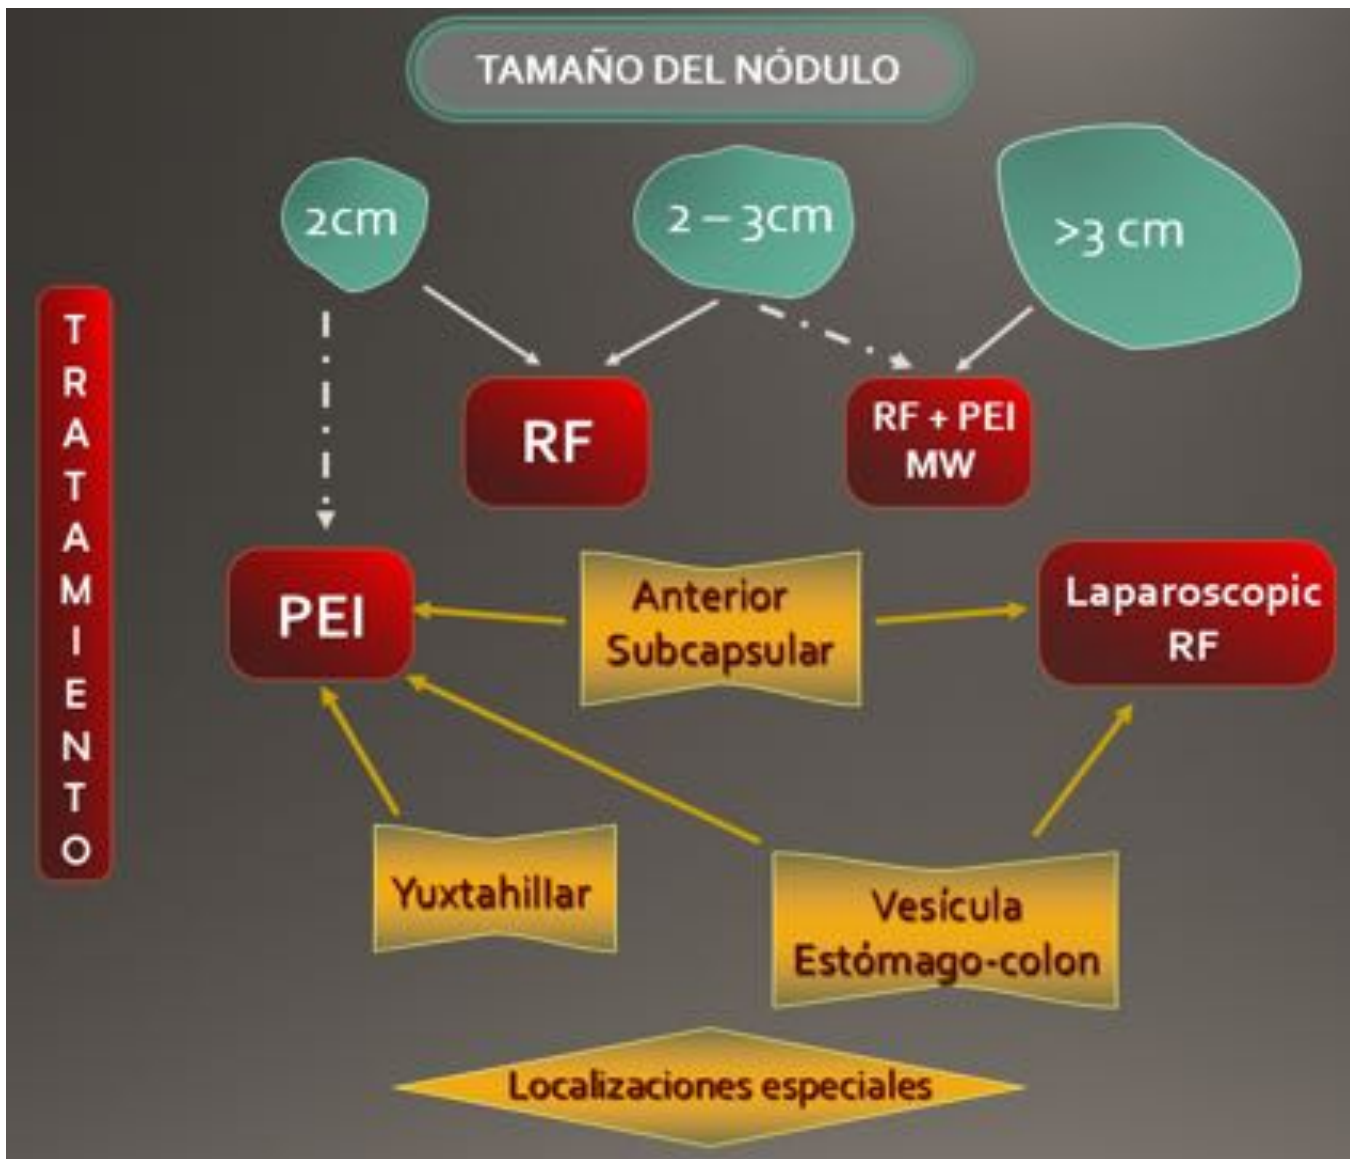 TAMAÑO DEL NÓDULO
2cm
2 – 3cm
>3 cm
TRATAMIENTO
RF
RF + PEI
MW
PEI
Anterior
Subcapsular
Laparoscopic
RF
Yuxtahillar
Vesícula
Estómago-colon
Localizaciones especiales